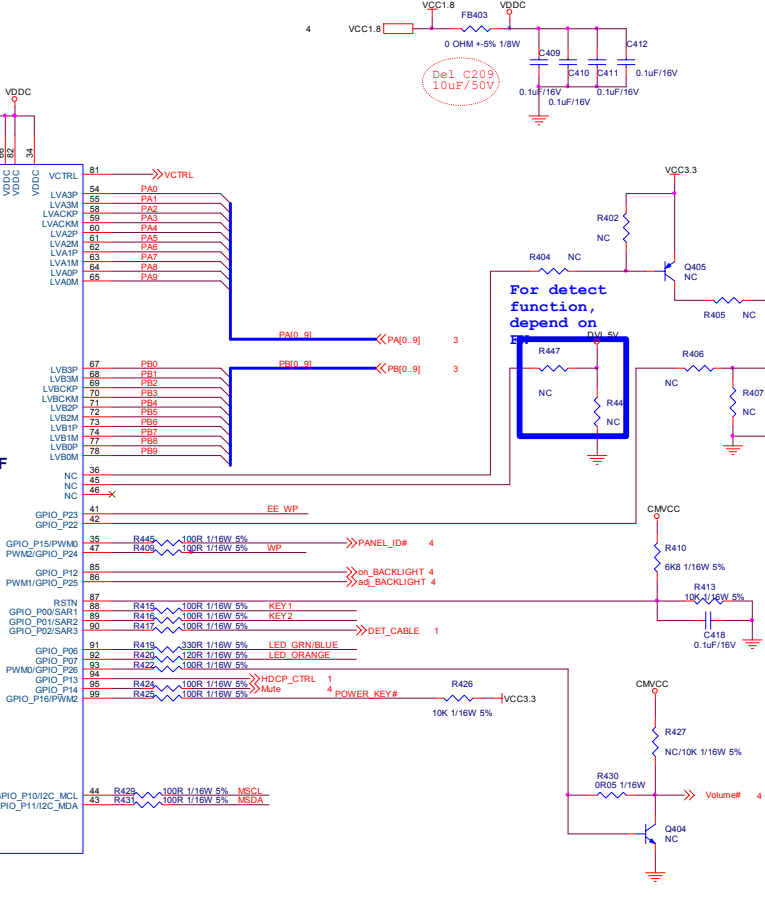 VCC1.8
VDDC
FB403
4
VCC1.8
0 OHM +-5% 1/8W
C412
C409
C410
C411
0.1uF/16V
0.1uF/16V
0.1uF/16V
Del C209
10uF/50V
VDDC
82
34
VDDC
VDDC
VDDC
VCTRL
81
VCTRL
LVA3P
54
PA0
LVA3M
55
PA1
LVACKP
58
PA2
LVACKM
59
PA3
LVA2P
60
PA4
LVA2M
61
PA5
LVA1P
62
PA6
LVA1M
63
PA7
LVA0P
64
PA8
LVA0M
65
PA9
PA[0..9]
PA[0..9]
3
VCC3.3
R402
NC
R404
NC
Q405
NC
R405
NC
For detect
function,
depend on
DVI_5V
R447
NC
R44
NC
R406
NC
R407
NC
LVB3P
67
PB0
PB[0..9]
PB[0..9]
3
LVB3M
68
PB1
LVBCKP
69
PB2
LVBCKM
70
PB3
LVB2P
71
PB4
LVB2M
72
PB5
LVB1P
73
PB6
LVB1M
74
PB7
LVB0P
77
PB8
LVB0M
78
PB9
F
NC
36
NC
45
NC
46
GPIO_P23
41
EE_WP
GPIO_P22
42
GPIO_P15/PWM0
35
R445
100R 1/16W 5%
PANEL_ID#
4
PWM2/GPIO_P24
47
R409
100R 1/16W 5%
WP
GPIO_P12
85
on_BACKLIGHT
4
PWM1/GPIO_P25
86
adj_BACKLIGHT
4
CMVCC
R410
6K8 1/16W 5%
R413
10K 1/16W 5%
C418
0.1uF/16V
RSTN
87
GPIO_P00/SAR1
88
R415
100R 1/16W 5%
KEY1
GPIO_P01/SAR2
89
R416
100R 1/16W 5%
KEY2
GPIO_P02/SAR3
90
R417
100R 1/16W 5%
DET_CABLE
1
GPIO_P06
91
R419
330R 1/16W 5%
LED_GRN/BLUE
GPIO_P07
92
R420
120R 1/16W 5%
LED_ORANGE
PWM0/GPIO_P26
93
R422
100R 1/16W 5%
GPIO_P13
94
HDCP_CTRL
1
GPIO_P14
95
R424
100R 1/16W 5%
Mute
4
GPIO_P16/PWM2
99
R425
100R 1/16W 5%
POWER_KEY#
R426
10K 1/16W 5%
VCC3.3
CMVCC
R427
NC/10K 1/16W 5%
R430
0R05 1/16W
Volume#
4
Q404
NC
PIO_P10/I2C_MCL
44
R429
100R 1/16W 5%
MSCL
PIO_P11/I2C_MDA
43
R431
100R 1/16W 5%
MSDA